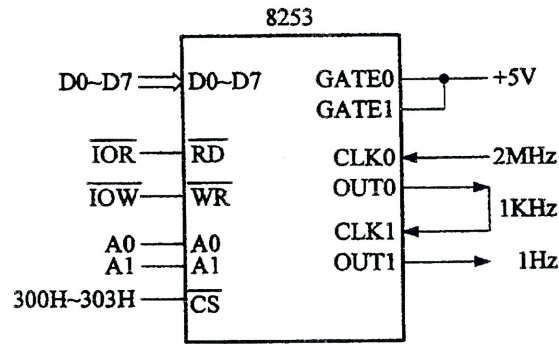 8253
D0~D7 D0~D7 GATE0 +5V
GATE1
IOR RD CLK0 2MHz
IOW WR OUT0
1KHz
A0 A0 CLK1
A1 A1 OUT1 1Hz
300H~303H CS